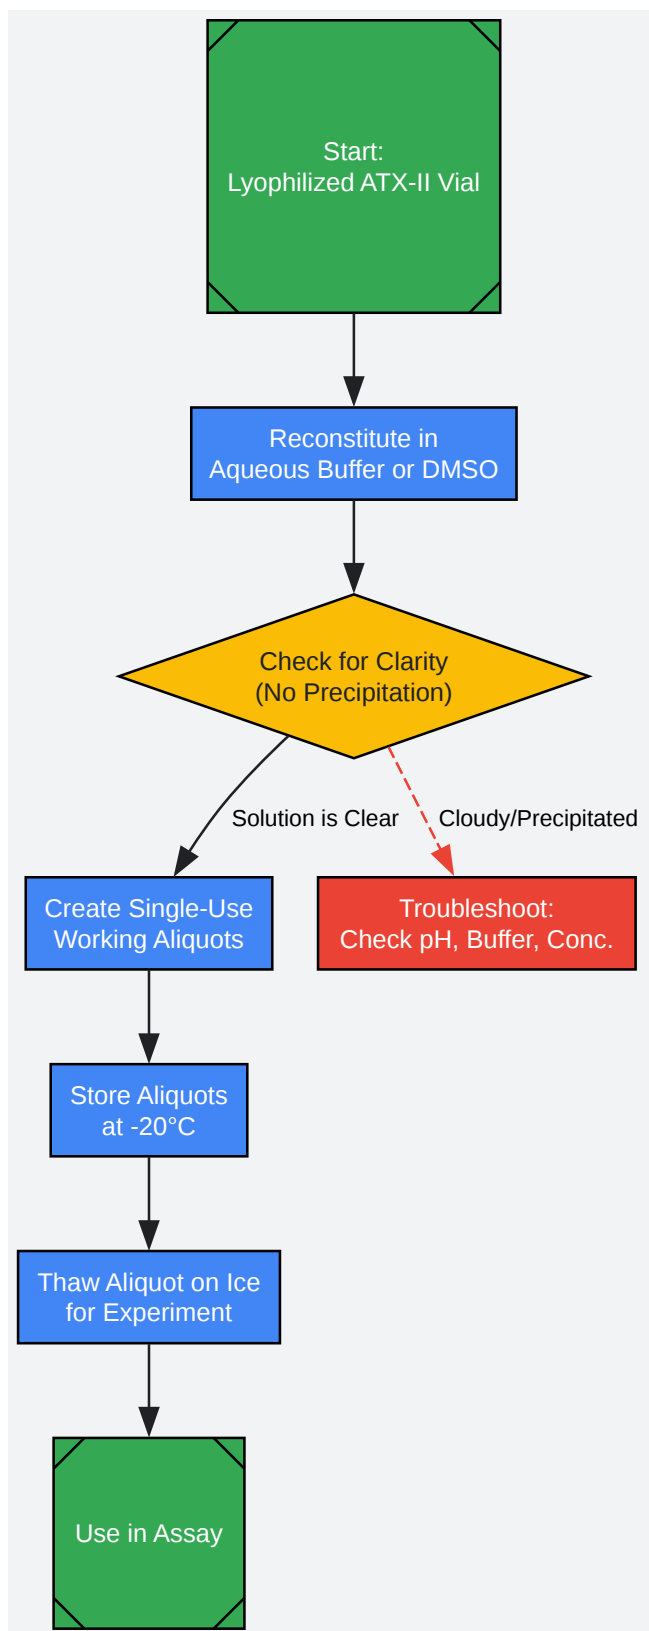 Start:
Lyophilized ATX-II Vial
Reconstitute in
Aqueous Buffer or DMSO
Check for Clarity
(No Precipitation)
Solution is Clear
Cloudy/Precipitated
Create Single-Use
Working Aliquots
Troubleshoot:
Check pH, Buffer, Conc.
Store Aliquots
at -20°C
Thaw Aliquot on Ice
for Experiment
Use in Assay